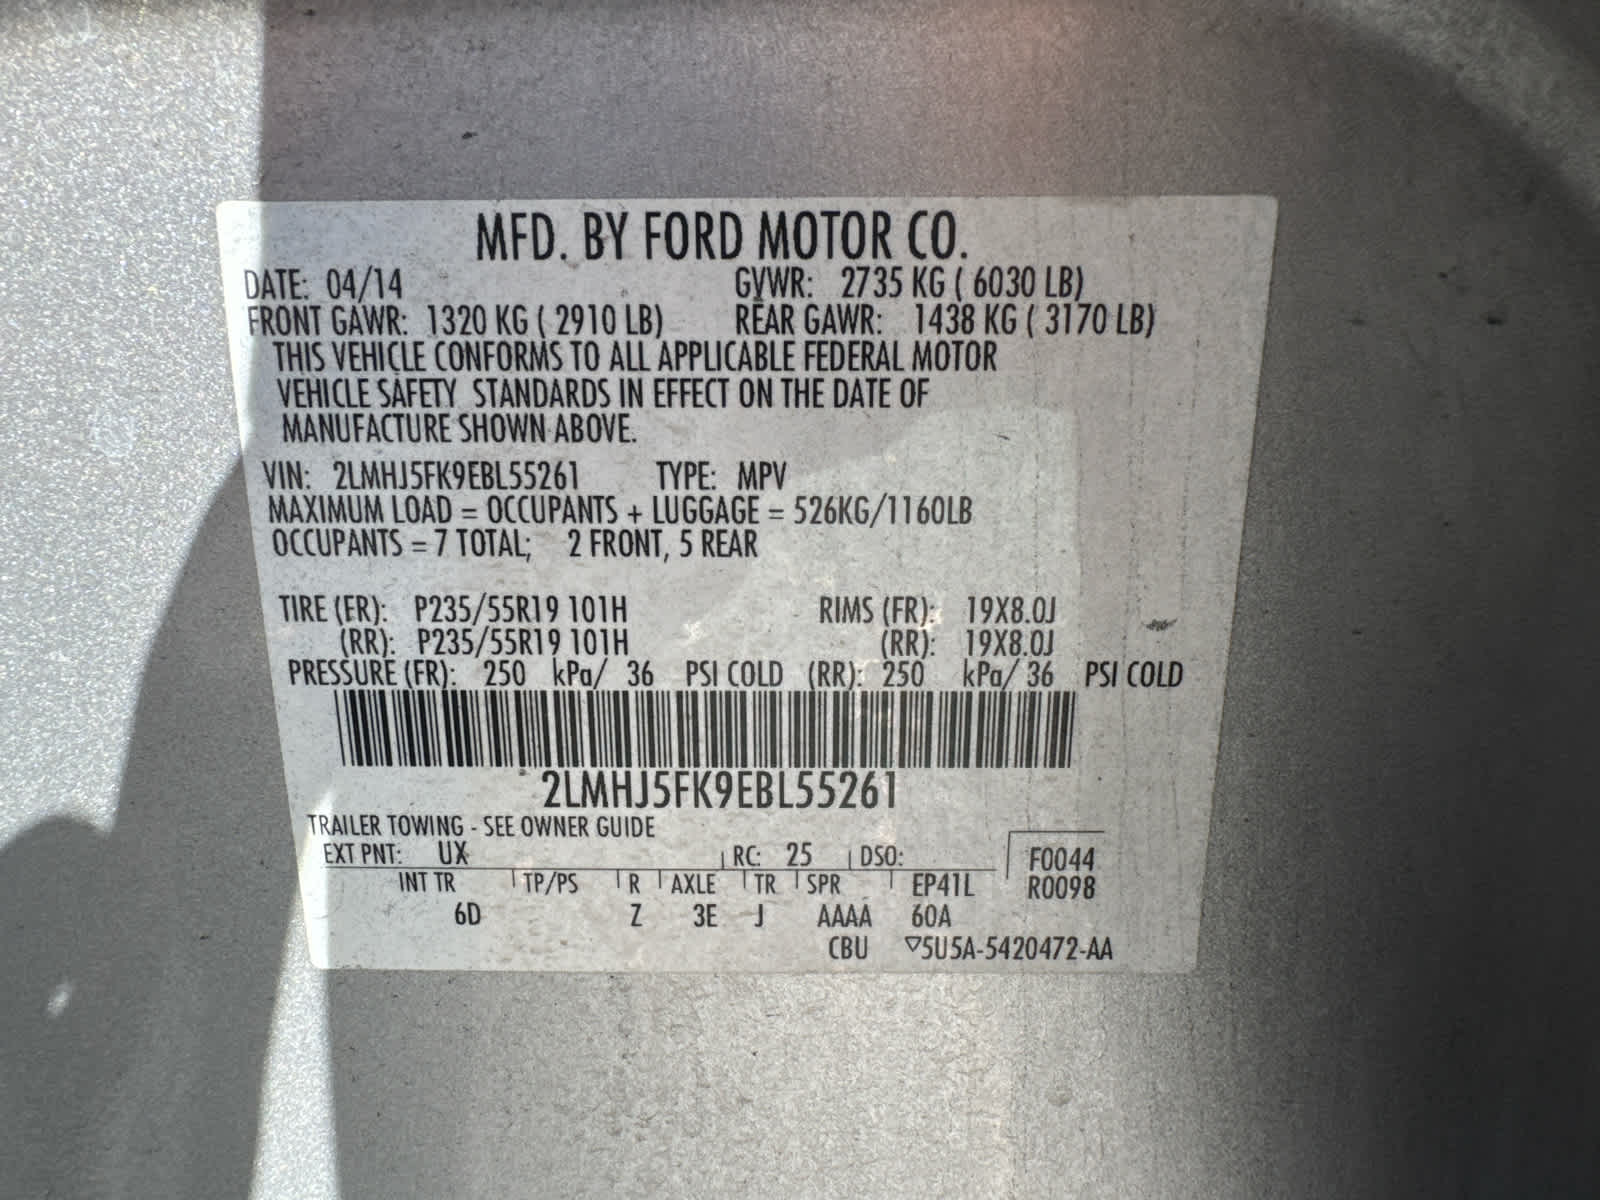 MFD. BY FORD MOTOR CO.
DATE: 04/14 GVWR: 2735 KG ( 6030 LB)
FRONT GAWR: 1320 KG ( 2910 LB) REAR GAWR: 1438 KG ( 3170 LB)
THIS VEHICLE CONFORMS TO ALL APPLICABLE FEDERAL MOTOR
VEHICLE SAFETY STANDARDS IN EFFECT ON THE DATE OF
MANUFACTURE SHOWN ABOVE.
VIN: 2LMHJ5FK9EBL55261 TYPE: MPV
MAXIMUM LOAD = OCCUPANTS + LUGGAGE = 526KG/1160LB
OCCUPANTS = 7 TOTAL; 2 FRONT, 5 REAR
TIRE (FR): P235/55R19 101H RIMS (FR): 19X8.0J
(RR): P235/55R19 101H (RR): 19X8.0J
PRESSURE (FR): 250 kPa/ 36 PSI COLD (RR): 250 kPa/ 36 PSI COLD
2LMHJ5FK9EBL55261
TRAILER TOWING - SEE OWNER GUIDE
EXT PNT: UX RC: 25 DSO: F0044
INT TR TP/PS R AXLE TR SPR EP41L R0098
6D Z 3E J AAAA 60A
CBU ▽5U5A-5420472-AA